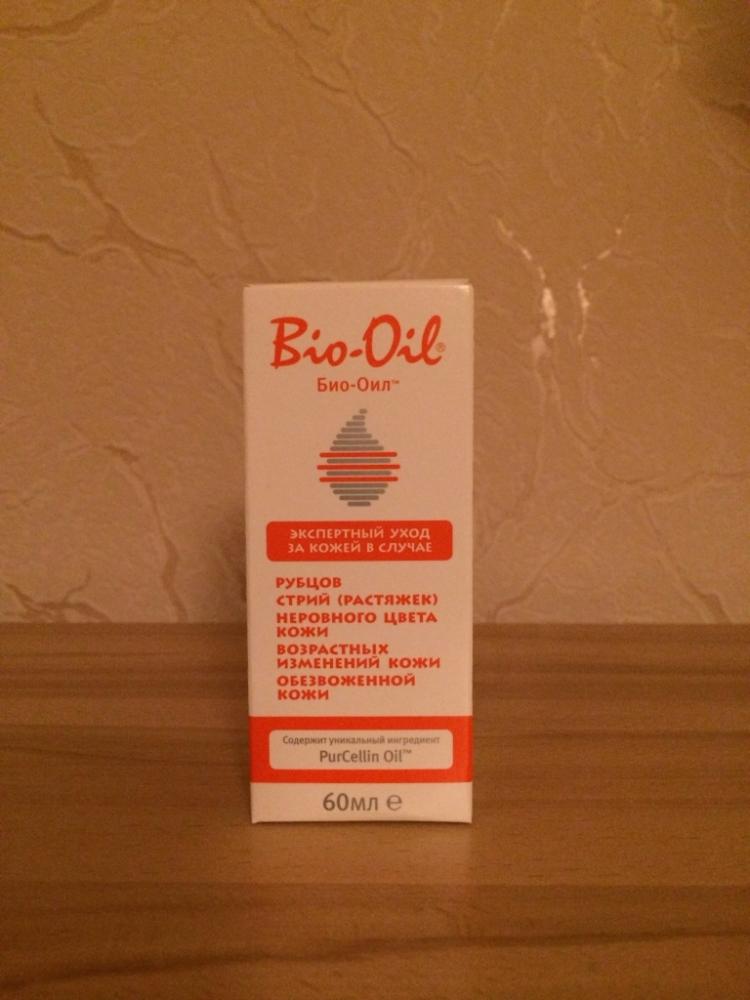 Bio-Oil®
Био-Оил™
ЭКСПЕРТНЫЙ УХОД
ЗА КОЖЕЙ В СЛУЧАЕ
РУБЦОВ
СТРИЙ (РАСТЯЖЕК)
НЕРОВНОГО ЦВЕТА
КОЖИ
ВОЗРАСТНЫХ
ИЗМЕНЕНИЙ КОЖИ
ОБЕЗВОЖЕННОЙ
КОЖИ
Содержит уникальный ингредиент
PurCellin Oil™
60мл ℮